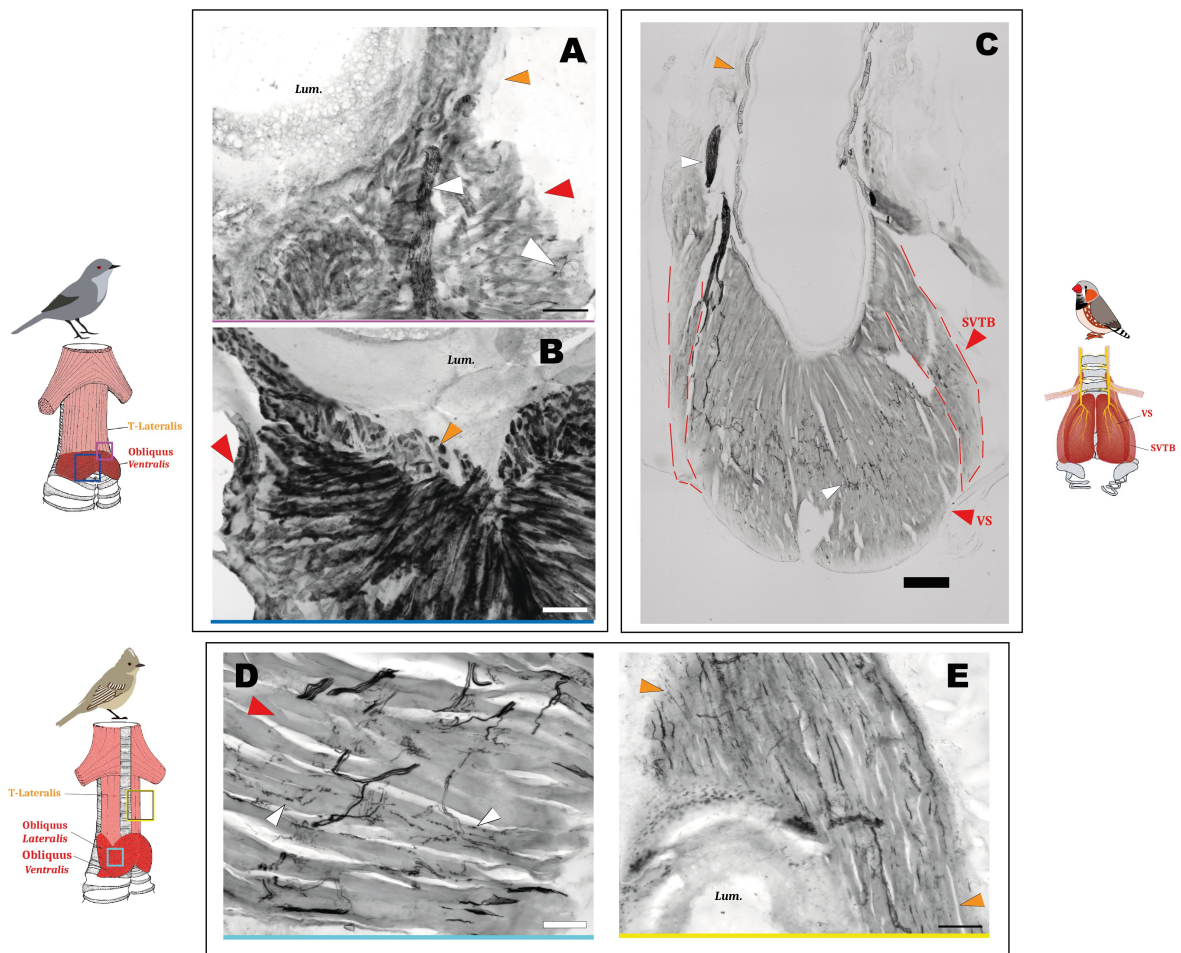 A
Lum.
B
Lum.
C
SVTB
VS
T-Lateralis
Obliquus
Ventralis
VS
SVTB
D
E
Lum.
T-Lateralis
Obliquus
Lateralis
Obliquus
Ventralis